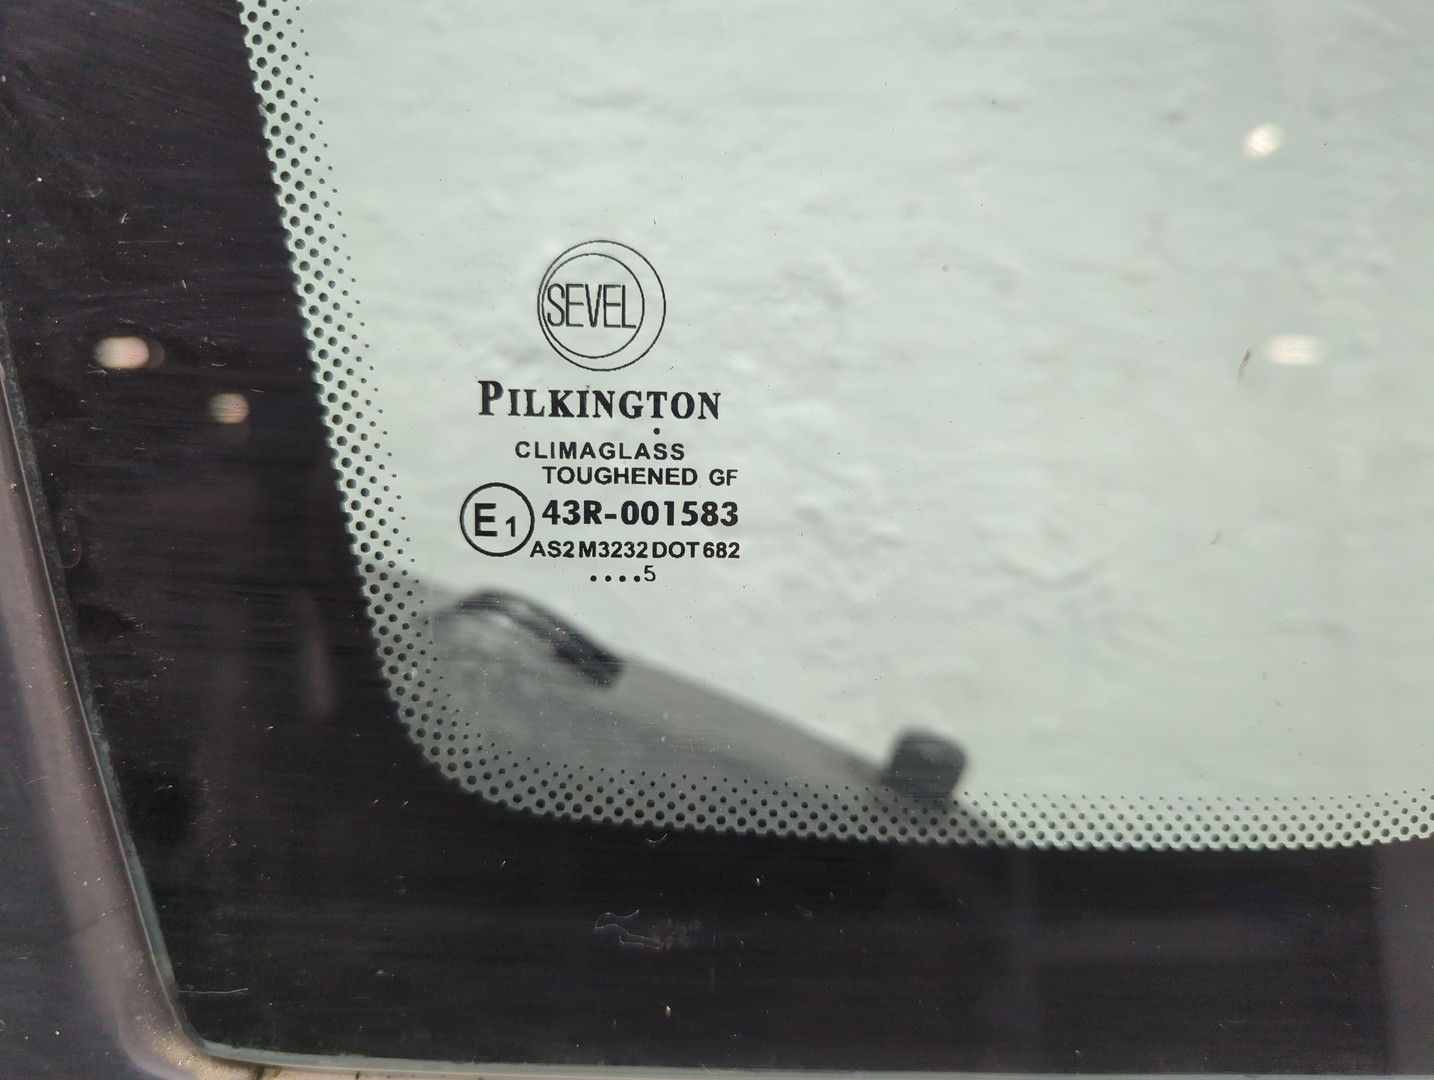 SEVEL
PILKINGTON
CLIMAGLASS
TOUGHENED GF
E1 43R-001583
AS2 M3232 DOT 682
....5